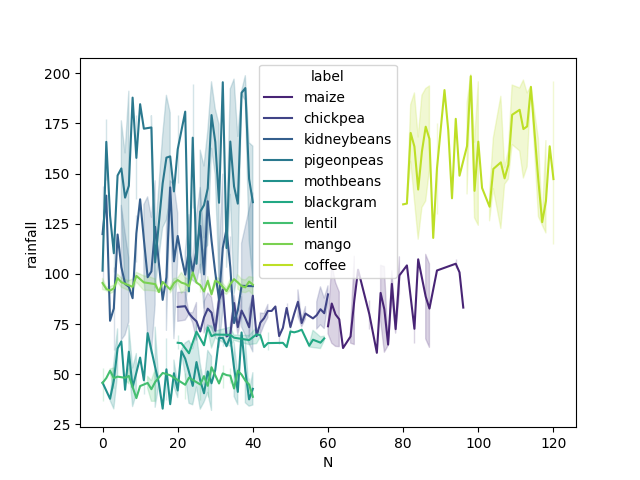 200
175
150
125
100
75
50
25
rainfall
label
maize
chickpea
kidneybeans
pigeonpeas
mothbeans
blackgram
lentil
mango
coffee
0 20 40 60 80 100 120
N